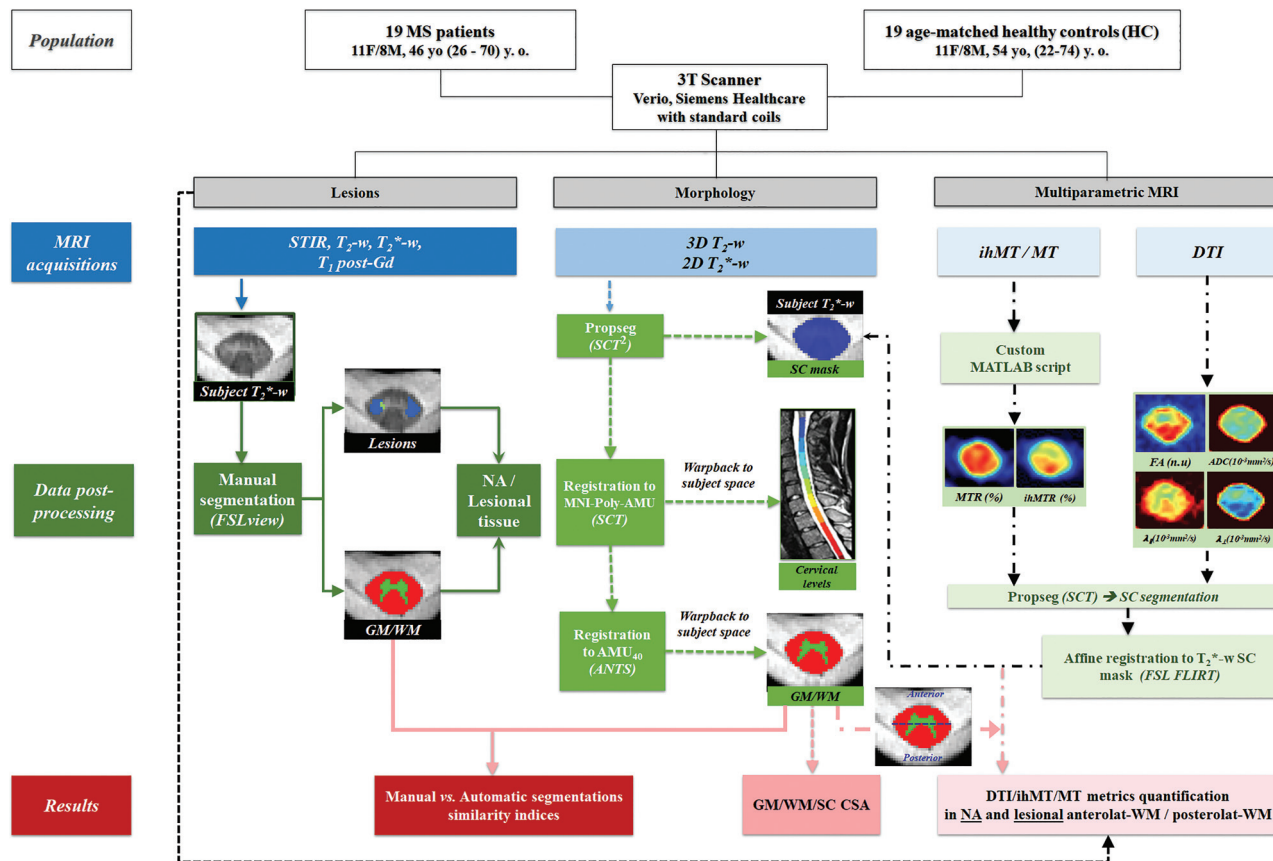 Population
19 MS patients
11F/8M, 46 yo (26 - 70) y. o.
19 age-matched healthy controls (HC)
11F/8M, 54 yo, (22-74) y. o.
3T Scanner
Verio, Siemens Healthcare
with standard coils
Lesions
Morphology
Multiparametric MRI
MRI
acquisitions
STIR, T2-w, T2*-w,
T1 post-Gd
3D T2-w
2D T2*-w
ihMT / MT
DTI
Subject T2*-w
Propseg
(SCT2)
Subject T2*-w
SC mask
Custom
MATLAB script
Lesions
MTR (%)
ihMTR (%)
FA (n.u)
ADC(10-3mm2/s)
λ∥(10-3mm2/s)
λ⊥(10-3mm2/s)
Data post-
processing
Manual
segmentation
(FSLview)
NA /
Lesional
tissue
Registration to
MNI-Poly-AMU
(SCT)
Warpback to
subject space
Cervical
levels
GM/WM
Propseg (SCT) ➔ SC segmentation
Registration
to AMU40
(ANTS)
Warpback to
subject space
GM/WM
Affine registration to T2*-w SC
mask (FSL FLIRT)
Anterior
Posterior
Results
Manual vs. Automatic segmentations
similarity indices
GM/WM/SC CSA
DTI/ihMT/MT metrics quantification
in NA and lesional anterolat-WM / posterolat-WM